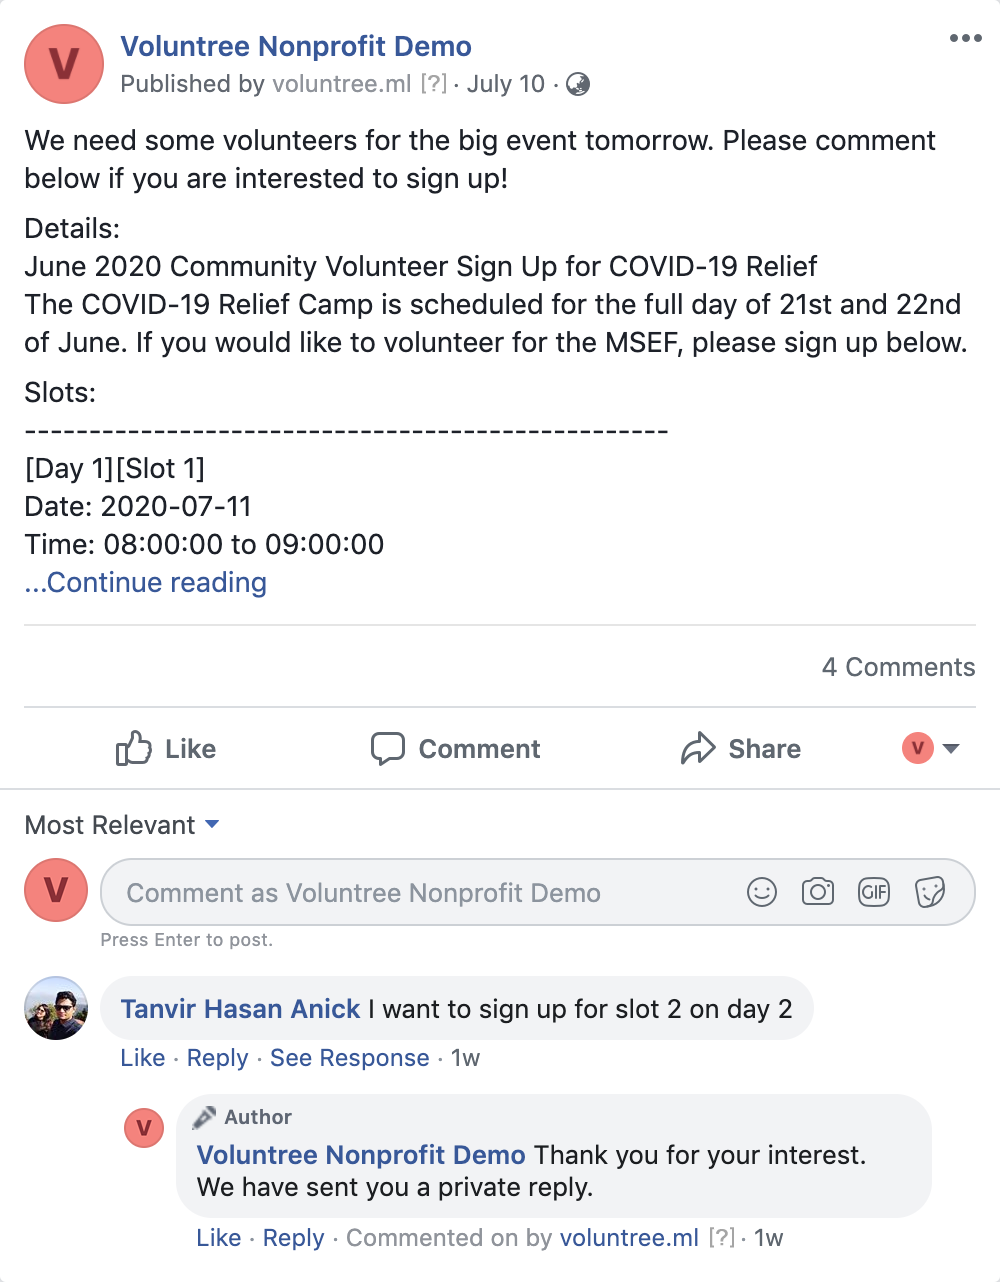 V
Voluntree Nonprofit Demo
Published by voluntree.ml [?] · July 10 ·
We need some volunteers for the big event tomorrow. Please comment
below if you are interested to sign up!
Details:
June 2020 Community Volunteer Sign Up for COVID-19 Relief
The COVID-19 Relief Camp is scheduled for the full day of 21st and 22nd
of June. If you would like to volunteer for the MSEF, please sign up below.
Slots:
--------------------------------------------------
[Day 1][Slot 1]
Date: 2020-07-11
Time: 08:00:00 to 09:00:00
...Continue reading
4 Comments
Like Comment Share V
Most Relevant
V
Comment as Voluntree Nonprofit Demo GIF
Press Enter to post.
Tanvir Hasan Anick I want to sign up for slot 2 on day 2
Like · Reply · See Response · 1w
V
Author
Voluntree Nonprofit Demo Thank you for your interest.
We have sent you a private reply.
Like · Reply · Commented on by voluntree.ml [?] · 1w